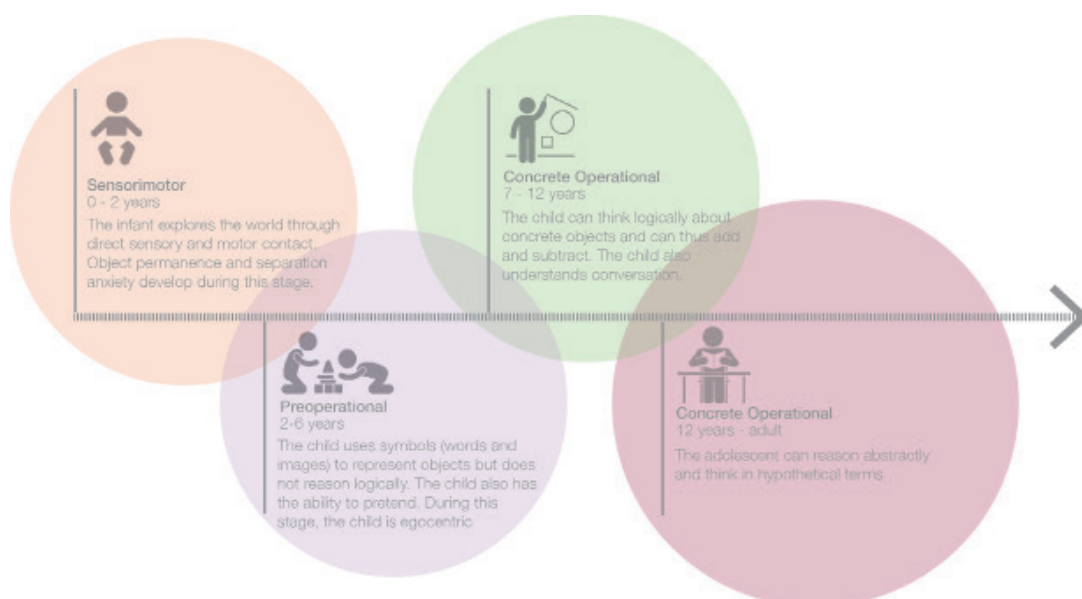 Sensorimotor
0 - 2 years
The infant explores the world through
direct sensory and motor contact.
Object permanence and separation
anxiety develop during this stage.
Preoperational
2-6 years
The child uses symbols (words and
images) to represent objects but does
not reason logically. The child also has
the ability to pretend. During this
stage, the child is egocentric
Concrete Operational
7 - 12 years
The child can think logically about
concrete objects and can thus add
and subtract. The child also
understands conversation.
Concrete Operational
12 years - adult
The adolescent can reason abstractly
and think in hypothetical terms